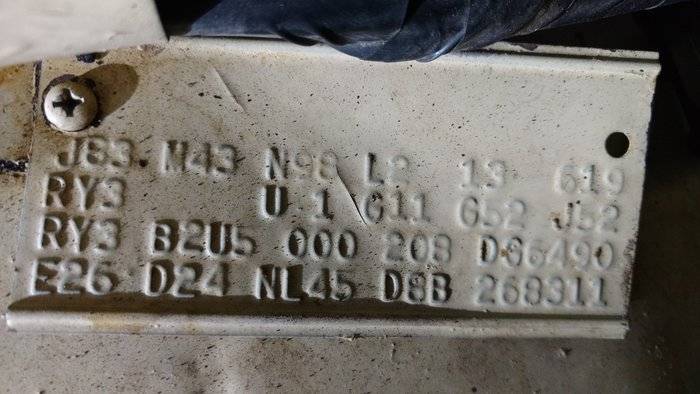 J83 M43 N98 L2 13 619
RY3 U 1 G11 G52 J52
RY3 B2U5 000 208 D36490
E26 D24 NL45 D8B 268311